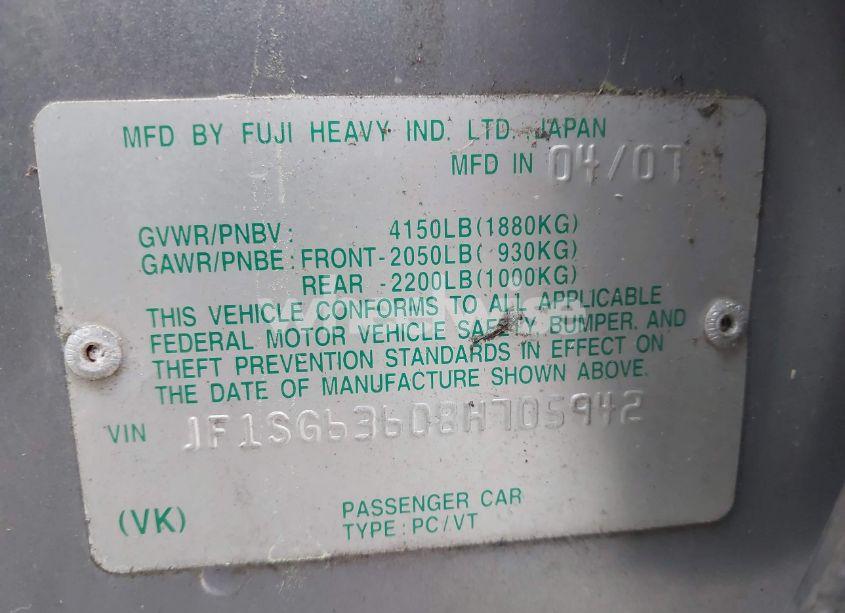 MFD BY FUJI HEAVY IND. LTD. JAPAN
MFD IN 04/07
GVWR/PNBV: 4150LB(1880KG)
GAWR/PNBE: FRONT-2050LB( 930KG)
REAR -2200LB(1000KG)
THIS VEHICLE CONFORMS TO ALL APPLICABLE
FEDERAL MOTOR VEHICLE SAFETY, BUMPER, AND
THEFT PREVENTION STANDARDS IN EFFECT ON
THE DATE OF MANUFACTURE SHOWN ABOVE.
VIN JF1SG63608H705942
(VK) PASSENGER CAR
TYPE: PC/VT